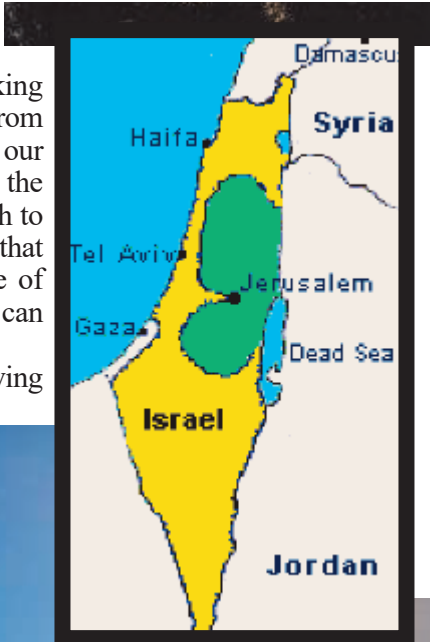 king
from
our
the
h to
that
e of
can
ving
Damascu
Syria
Haifa
Tel Aviv
Jerusalem
Gaza
Dead Sea
Israel
Jordan